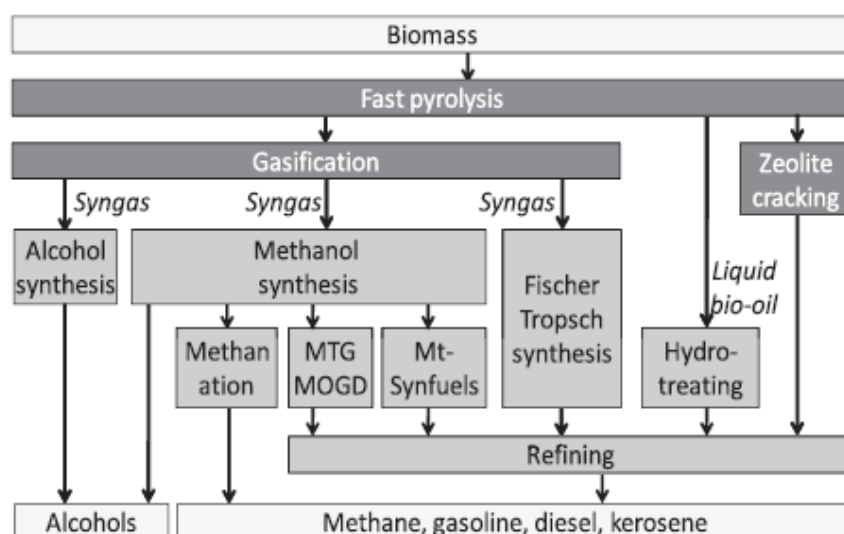 Biomass
Fast pyrolysis
Gasification
Zeolite
cracking
Syngas
Syngas
Syngas
Alcohol
synthesis
Methanol
synthesis
Fischer
Tropsch
synthesis
Liquid
bio-oil
Methan
ation
MTG
MOGD
Mt-
Synfuels
Hydro-
treating
Refining
Alcohols
Methane, gasoline, diesel, kerosene